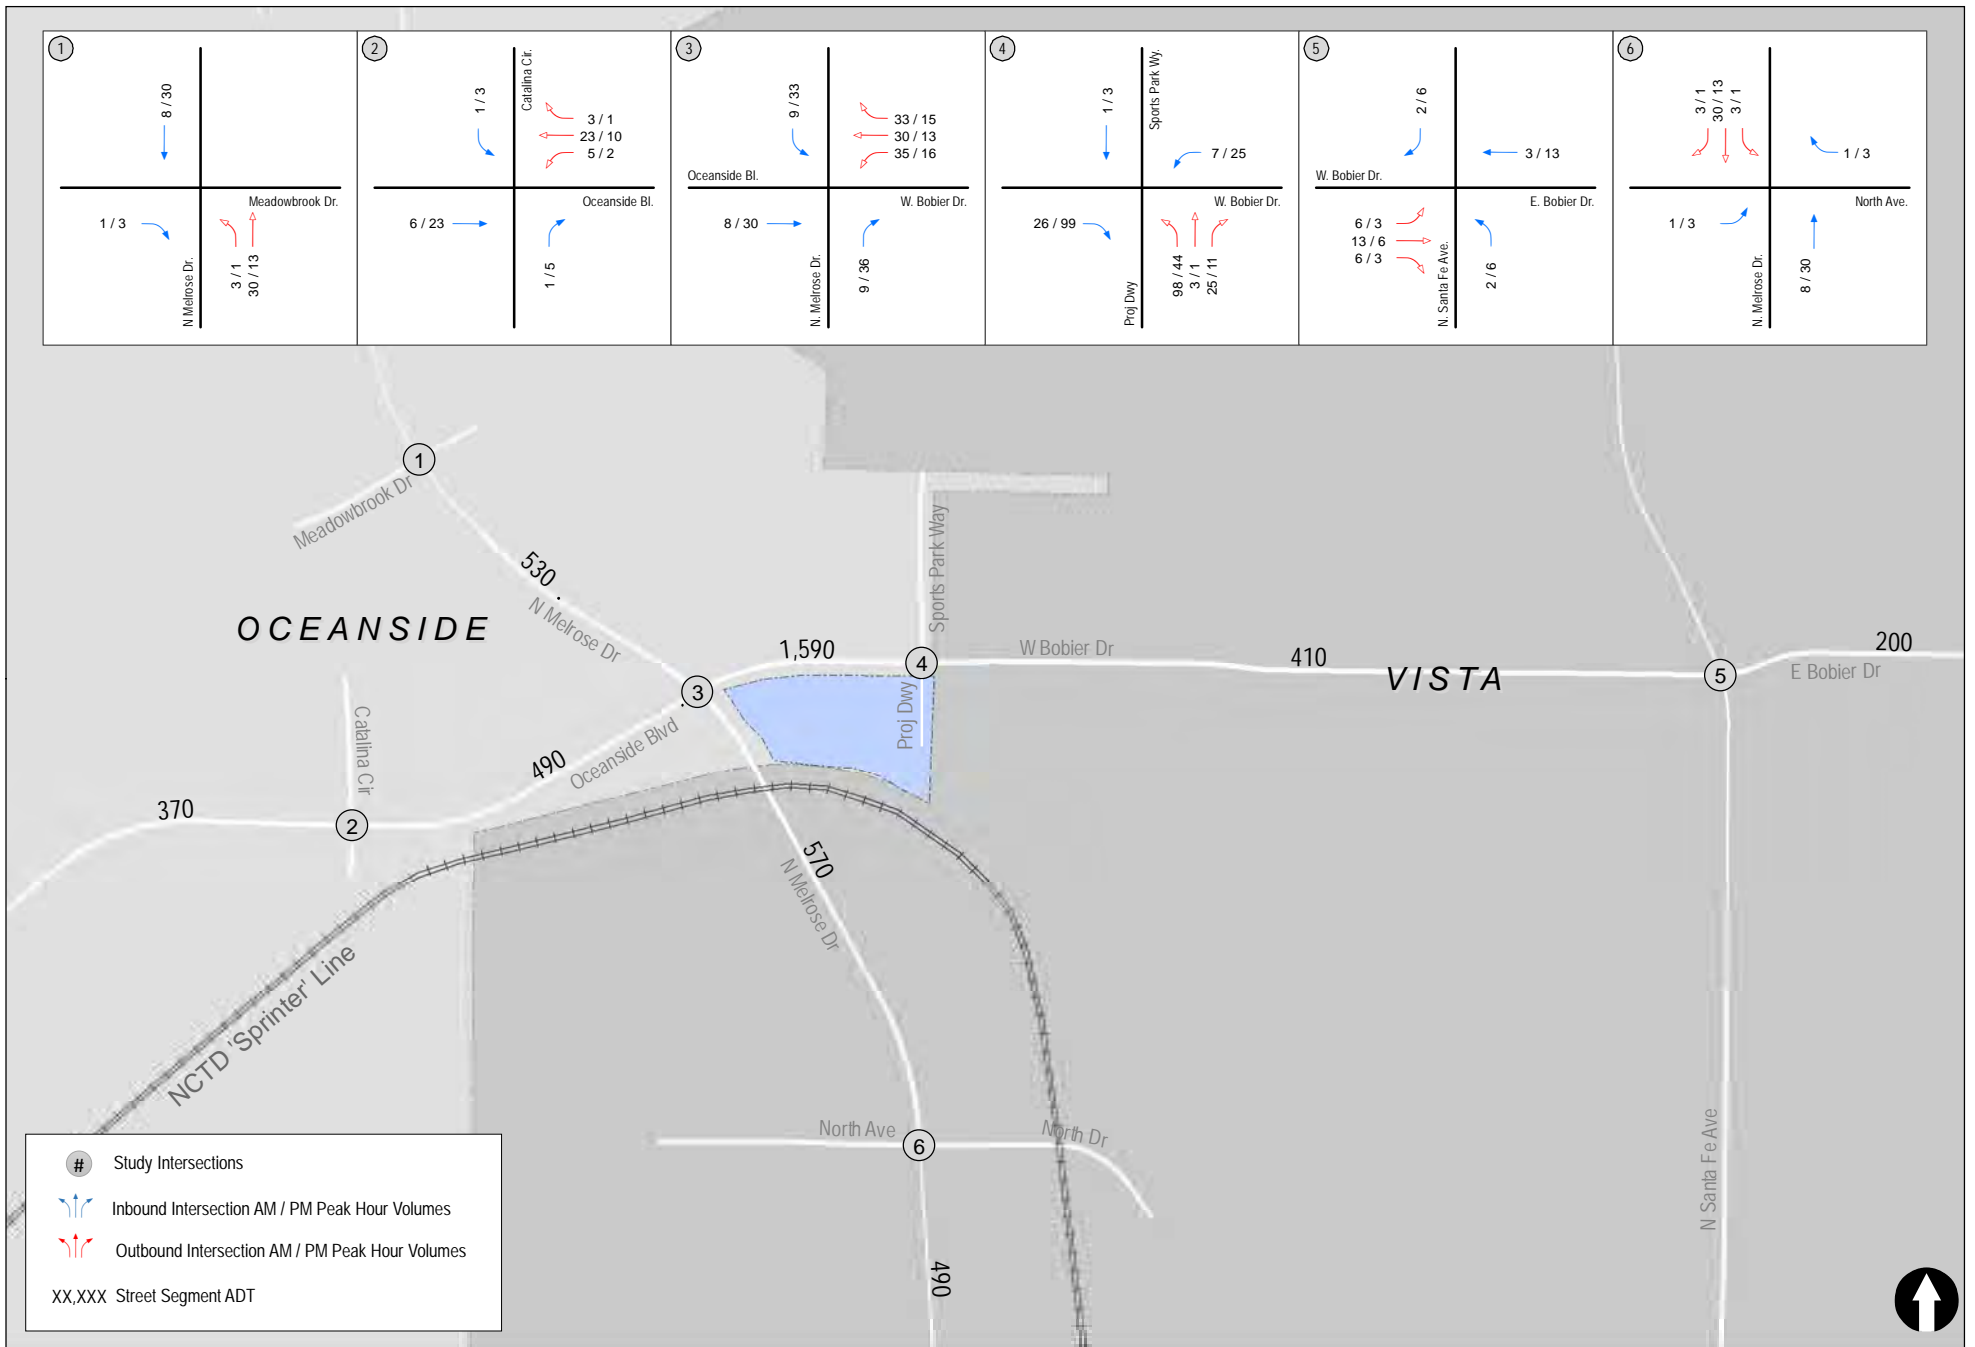 1
8 / 30
Meadowbrook Dr.
1 / 3
N Melrose Dr.
3 / 1
30 / 13
2
Catalina Cir.
1 / 3
3 / 1
23 / 10
5 / 2
Oceanside Bl.
6 / 23
1 / 5
3
9 / 33
33 / 15
30 / 13
35 / 16
Oceanside Bl.
W. Bobier Dr.
8 / 30
N. Melrose Dr.
9 / 36
4
Sports Park Wy.
1 / 3
7 / 25
W. Bobier Dr.
26 / 99
Proj Dwy
98 / 44
3 / 1
25 / 11
5
2 / 6
3 / 13
W. Bobier Dr.
E. Bobier Dr.
6 / 3
13 / 6
6 / 3
N. Santa Fe Ave.
2 / 6
6
3 / 1
30 / 13
3 / 1
1 / 3
North Ave.
1 / 3
N. Melrose Dr.
8 / 30
1
Meadowbrook Dr
530
N Melrose Dr
OCEANSIDE
Sports Park Way
1,590
4
W Bobier Dr
410
VISTA
5
200
E Bobier Dr
3
Proj Dwy
Catalina Cir
490
Oceanside Blvd
370
2
570
N Melrose Dr
NCTD 'Sprinter' Line
North Ave
6
North Dr
N Santa Fe Ave
490
# Study Intersections
Inbound Intersection AM / PM Peak Hour Volumes
Outbound Intersection AM / PM Peak Hour Volumes
XX,XXX Street Segment ADT